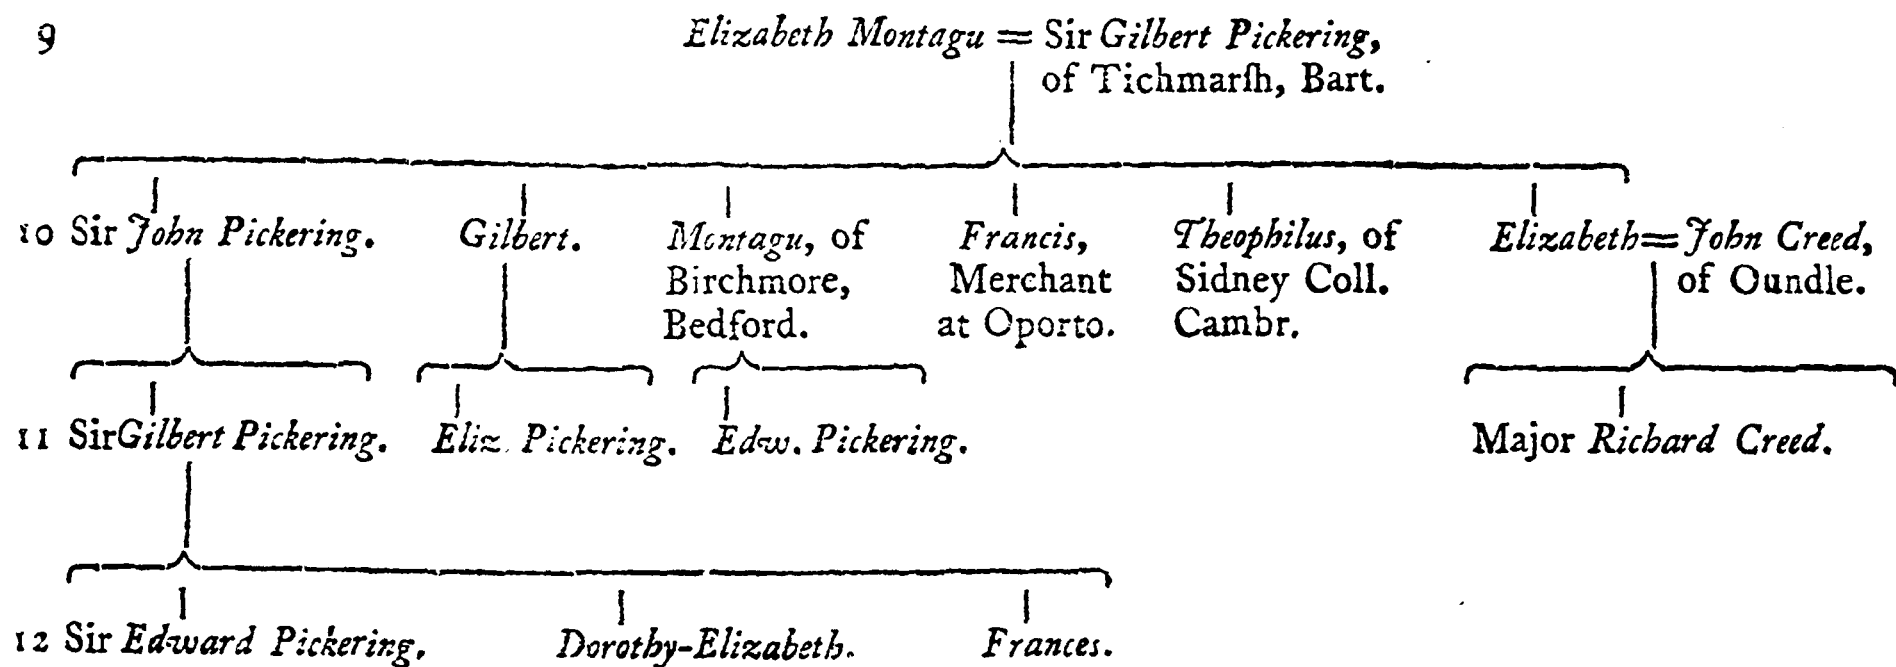 9 Elizabeth Montagu = Sir Gilbert Pickering,
of Tichmarſh, Bart.
10 Sir John Pickering. Gilbert. Montagu, of Francis, Theophilus, of Elizabeth = John Creed,
Birchmore, Merchant Sidney Coll. of Oundle.
Bedford. at Oporto. Cambr.
11 Sir Gilbert Pickering. Eliz. Pickering. Edw. Pickering. Major Richard Creed.
12 Sir Edward Pickering. Dorothy-Elizabeth. Frances.